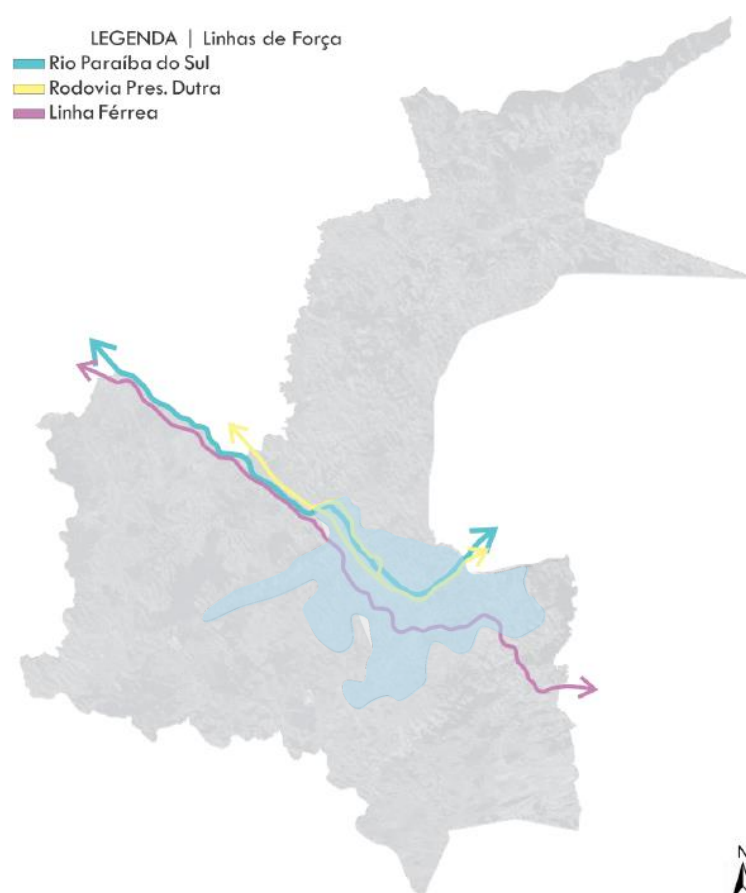 LEGENDA | Linhas de Força
Rio Paraíba do Sul
Rodovia Pres. Dutra
Linha Férrea
N